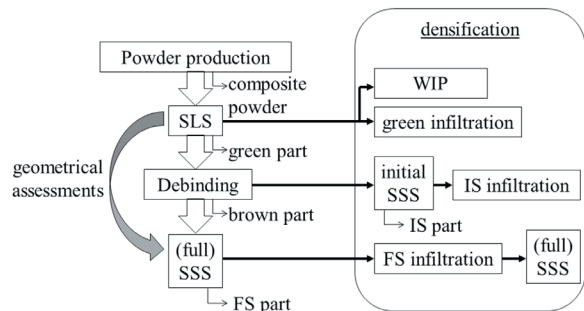 densification
Powder production
composite
powder
WIP
SLS
green infiltration
green part
geometrical
assessments
Debinding
initial
SSS
IS infiltration
brown part
IS part
(full)
SSS
FS infiltration
(full)
SSS
FS part